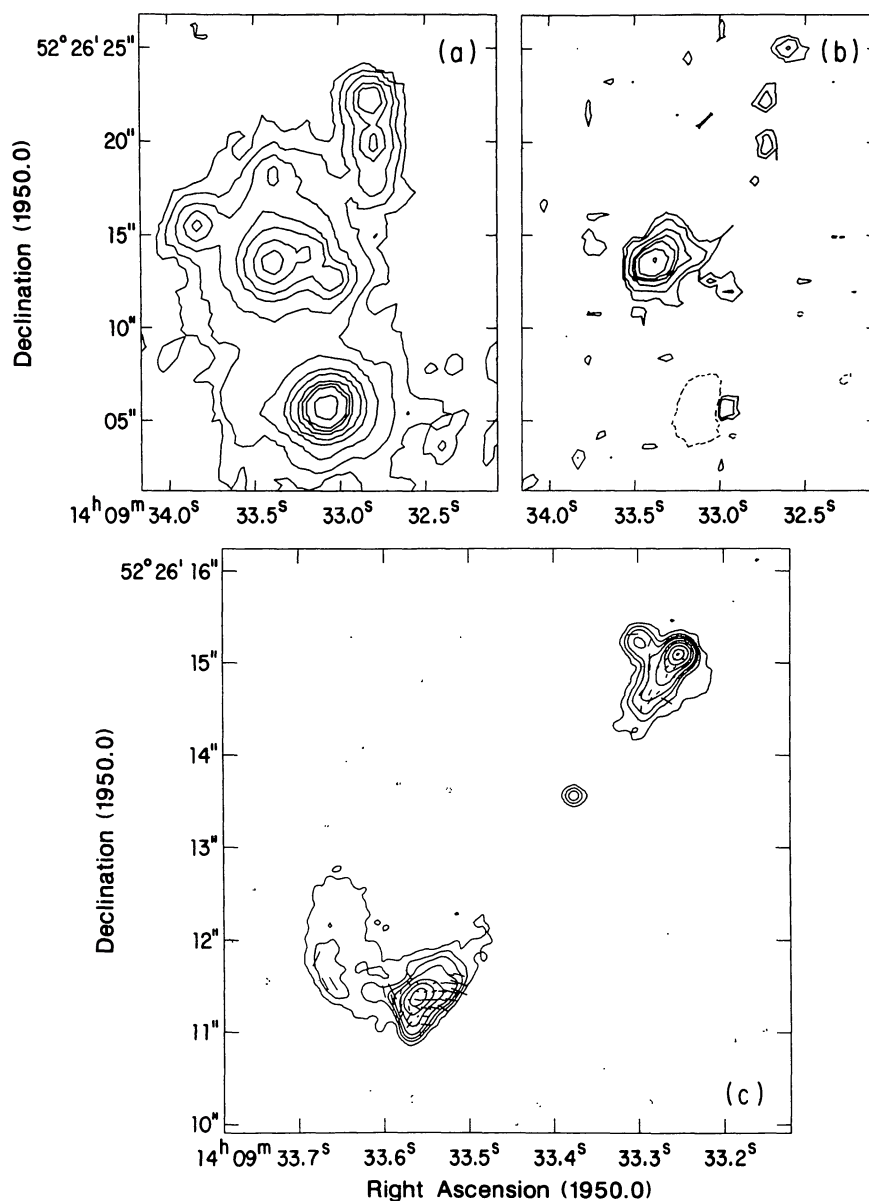 52° 26' 25"
20"
15"
10"
05"
(a)
(b)
Declination (1950.0)
14ʰ 09ᵐ 34.0ˢ 33.5ˢ 33.0ˢ 32.5ˢ
34.0ˢ 33.5ˢ 33.0ˢ 32.5ˢ
52° 26' 16"
15"
14"
13"
12"
11"
10"
Declination (1950.0)
(c)
14ʰ 09ᵐ 33.7ˢ 33.6ˢ 33.5ˢ 33.4ˢ 33.3ˢ 33.2ˢ
Right Ascension (1950.0)